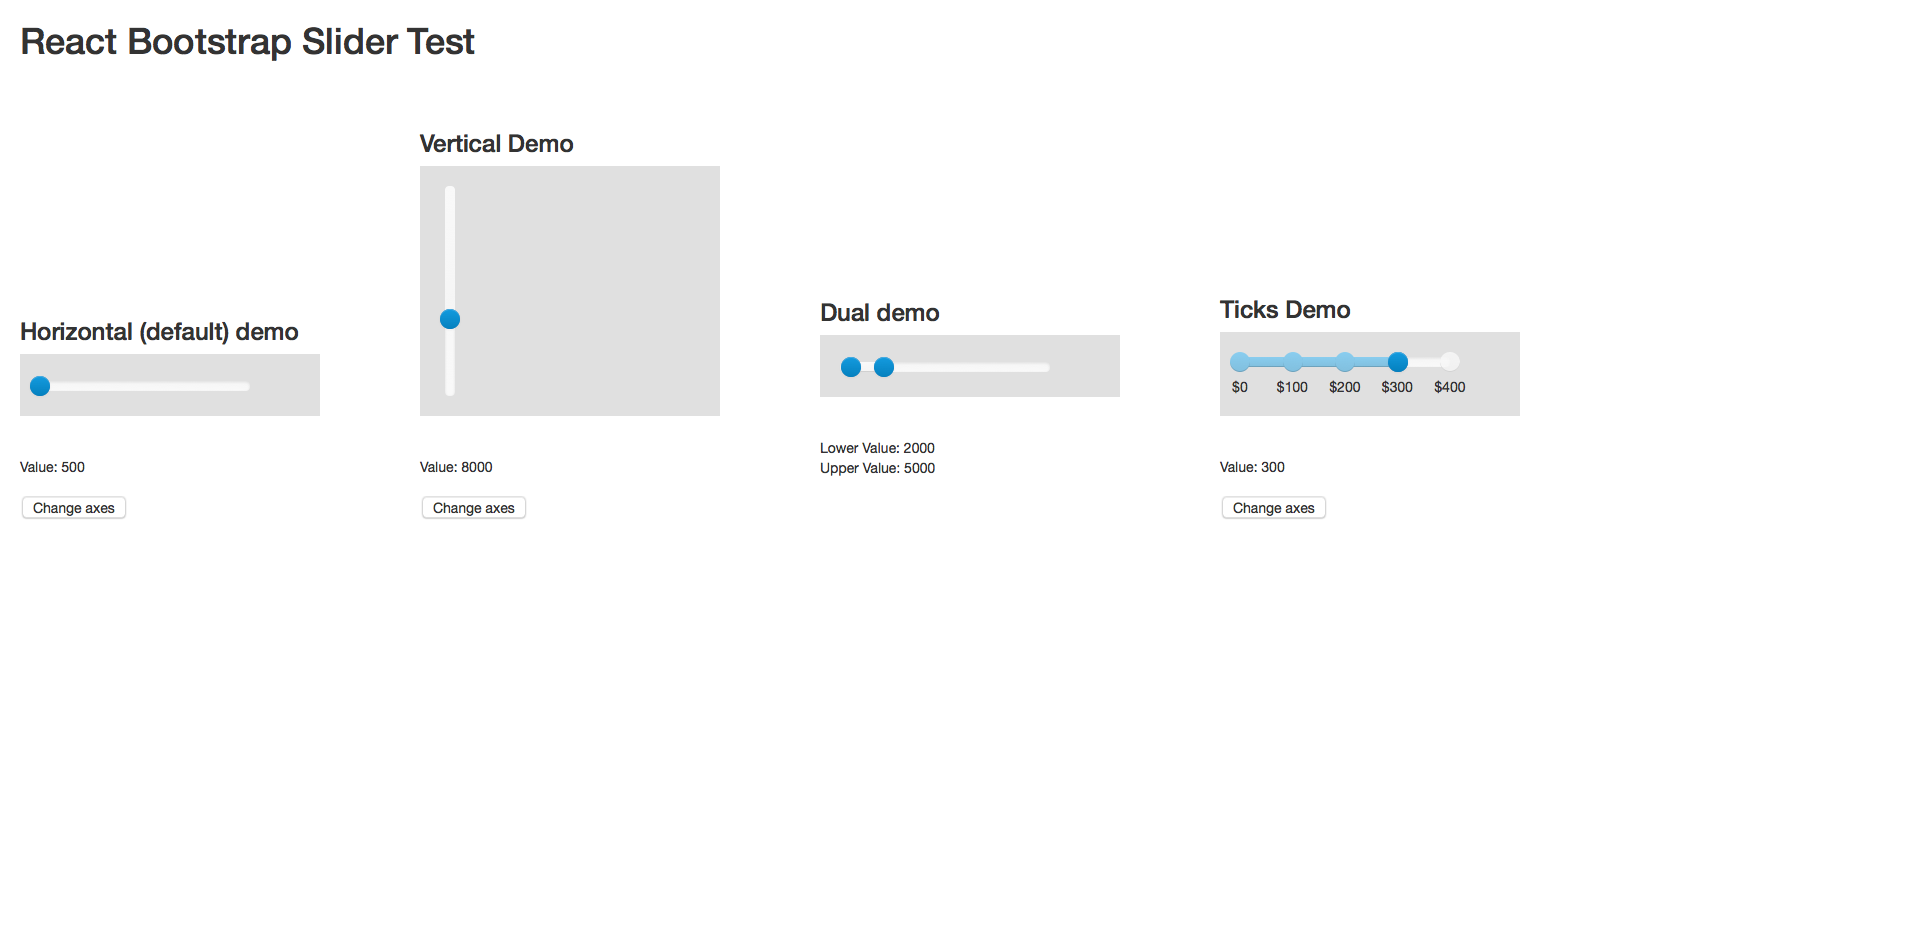 React Bootstrap Slider Test
Horizontal (default) demo
Value: 500
Change axes
Vertical Demo
Value: 8000
Change axes
Dual demo
Lower Value: 2000
Upper Value: 5000
Ticks Demo
$0 $100 $200 $300 $400
Value: 300
Change axes